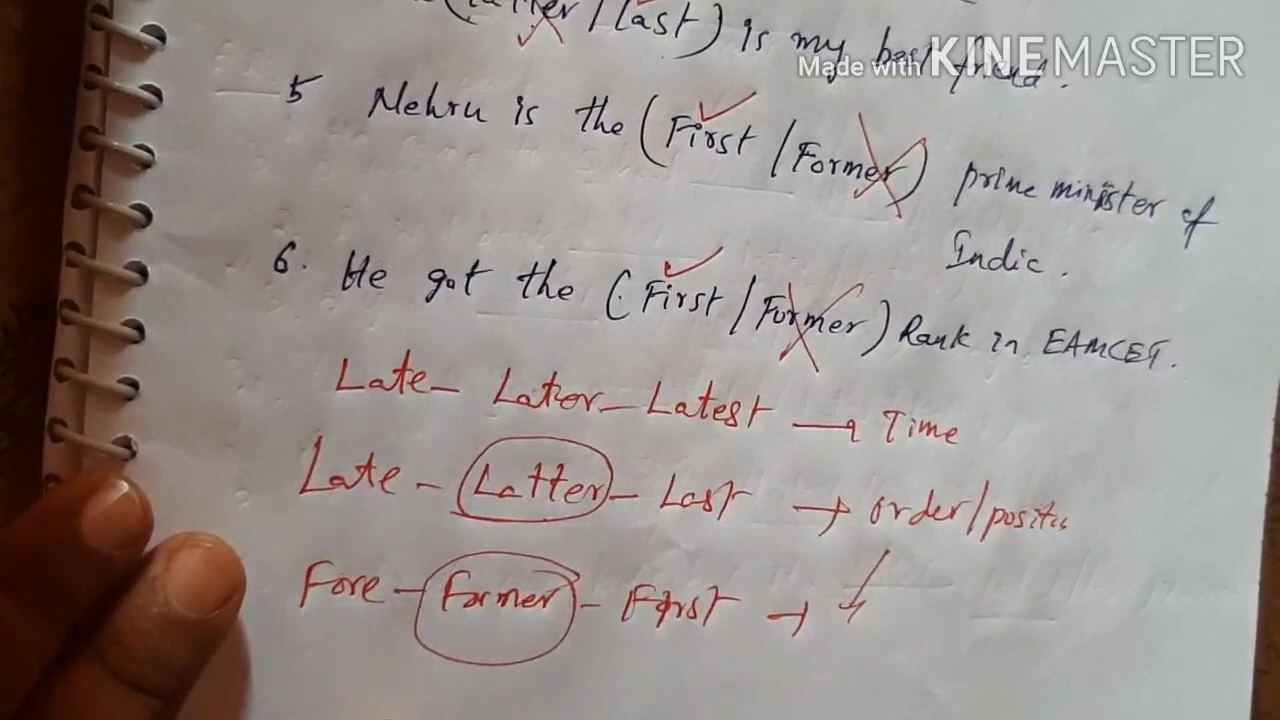 (Latter / Last) is my best friend.
Made with KINEMASTER
5 Nehru is the (First / Former) prime minister of
India.
6. He got the (First / Former) Rank in EAMCET.
Late - Later - Latest → Time
Late - Latter - Last → order/positio
Fore - Former - First →